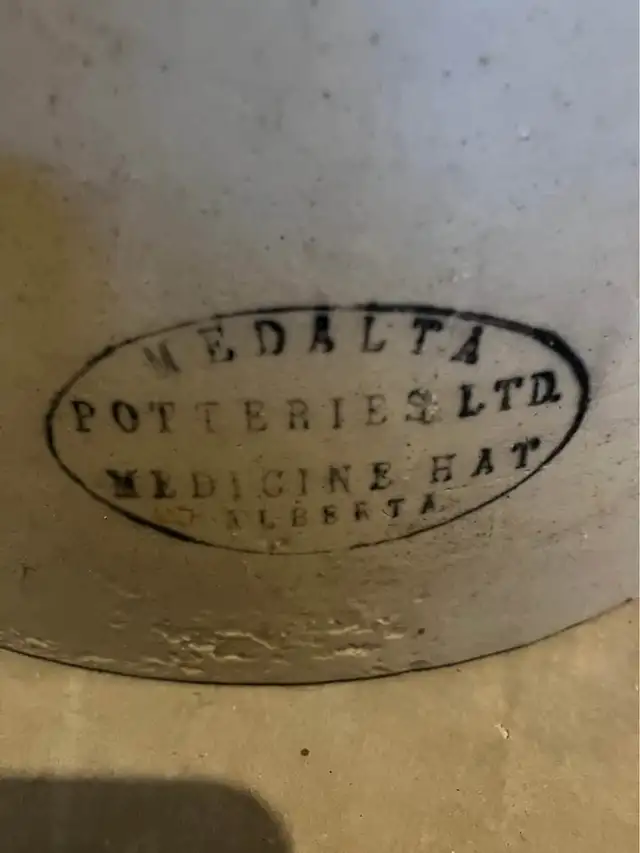 MEDALTA
POTTERIES LTD.
MEDICINE HAT
ALBERTA